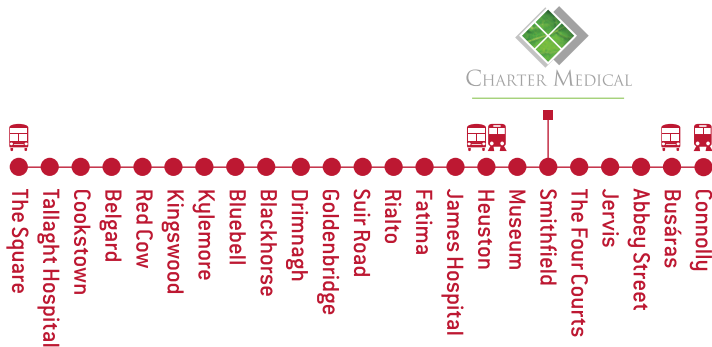 CHARTER MEDICAL
The Square
Tallaght Hospital
Cookstown
Belgard
Red Cow
Kingswood
Kylemore
Bluebell
Blackhorse
Drimnagh
Goldenbridge
Suir Road
Rialto
Fatima
James Hospital
Heuston
Museum
Smithfield
The Four Courts
Jervis
Abbey Street
Busáras
Connolly